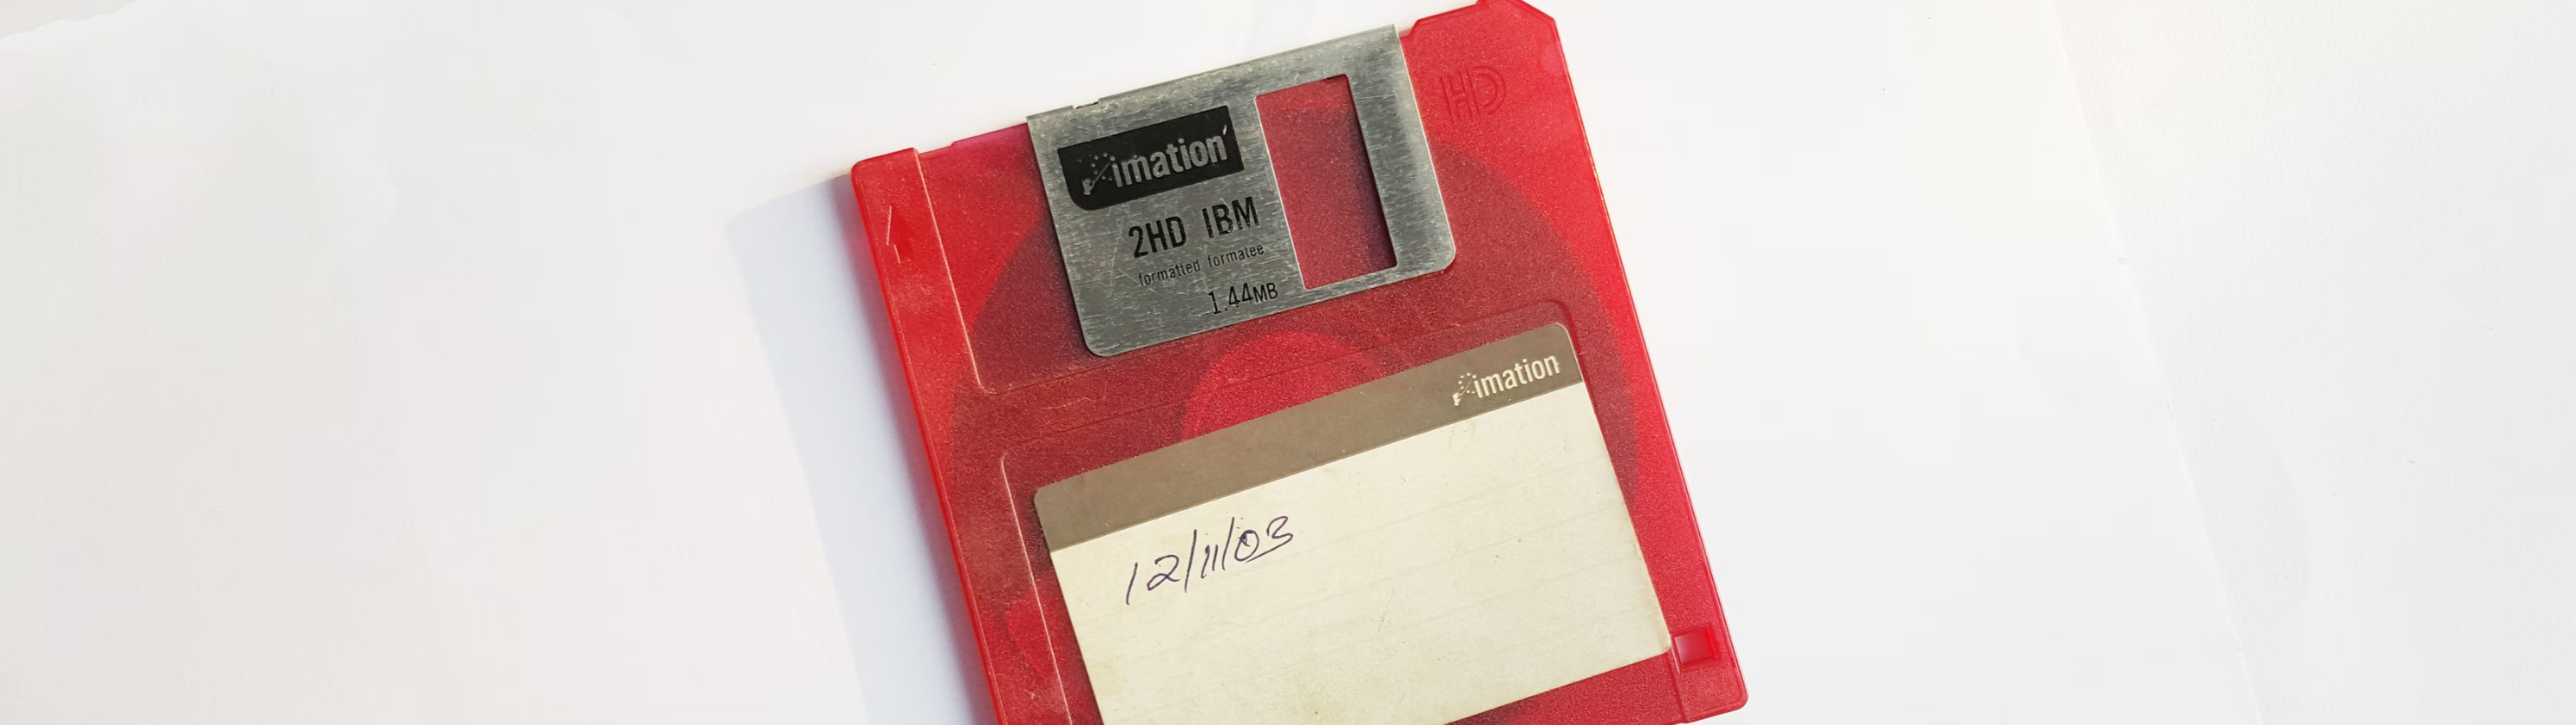 HD
imation
2HD IBM
formatted formatee
1.44MB
imation
12/11/03